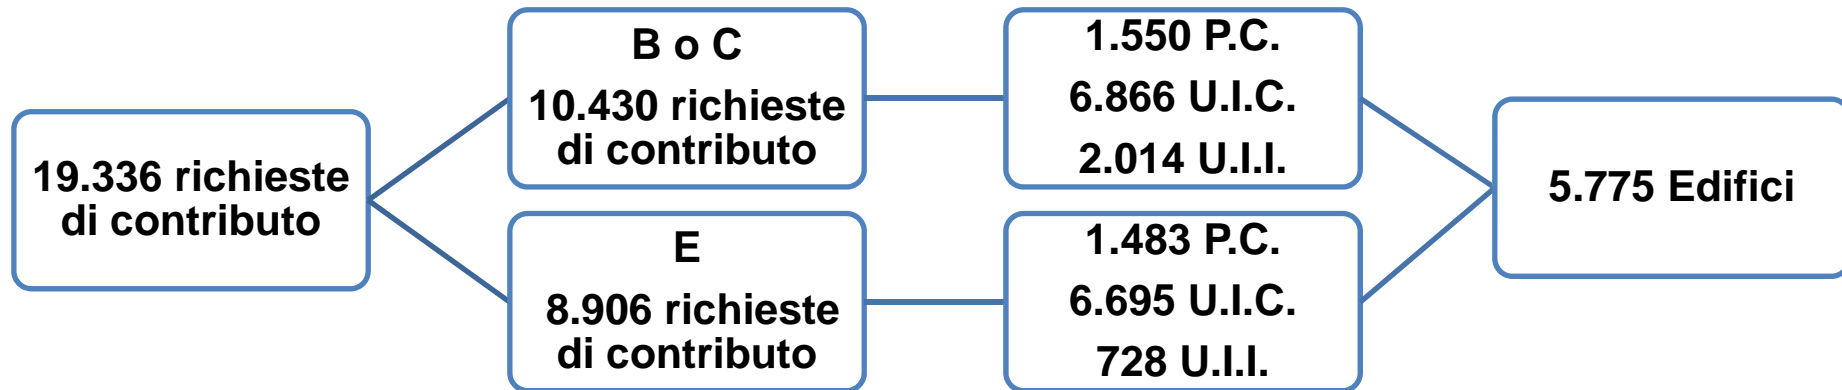 19.336 richieste
di contributo
B o C
10.430 richieste
di contributo
E
8.906 richieste
di contributo
1.550 P.C.
6.866 U.I.C.
2.014 U.I.I.
1.483 P.C.
6.695 U.I.C.
728 U.I.I.
5.775 Edifici